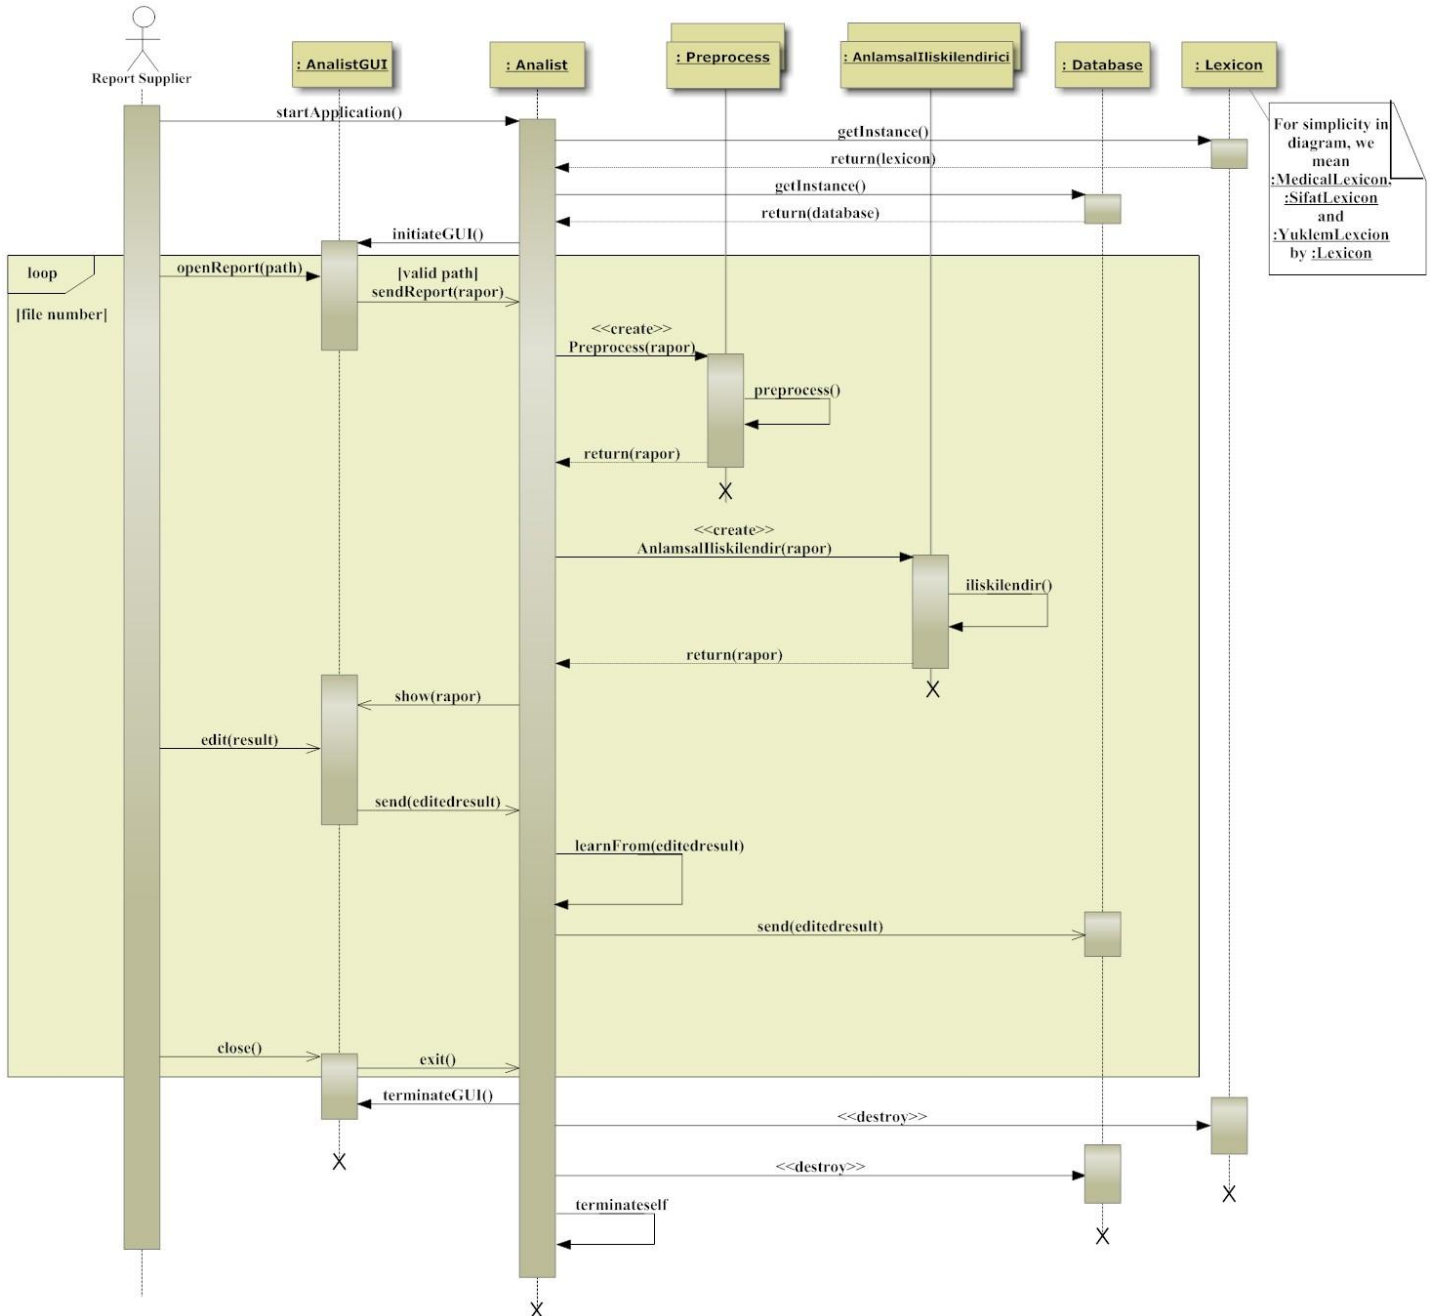 Report Supplier
: AnalistGUI
: Analist
: Preprocess
: AnlamsalIliskilendirici
: Database
: Lexicon
For simplicity in
diagram, we
mean
:MedicalLexicon,
:SifatLexicon
and
:YuklemLexcion
by :Lexicon
startApplication()
getInstance()
return(lexicon)
getInstance()
return(database)
initiateGUI()
loop
[file number]
openReport(path)
[valid path]
sendReport(rapor)
<<create>>
Preprocess(rapor)
preprocess()
return(rapor)
X
<<create>>
AnlamsalIliskilendir(rapor)
iliskilendir()
return(rapor)
X
show(rapor)
edit(result)
send(editedresult)
learnFrom(editedresult)
send(editedresult)
close()
exit()
terminateGUI()
<<destroy>>
X
<<destroy>>
X
terminateself
X
X